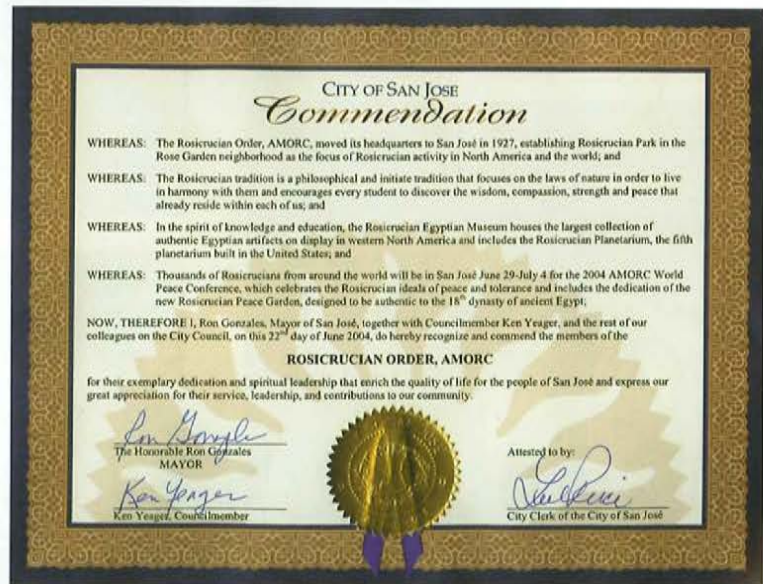 CITY OF SAN JOSE
Commendation
WHEREAS: The Rosicrucian Order, AMORC, moved its headquarters to San José in 1927, establishing Rosicrucian Park in the
Rose Garden neighborhood as the focus of Rosicrucian activity in North America and the world; and
WHEREAS: The Rosicrucian tradition is a philosophical and initiate tradition that focuses on the laws of nature in order to live
in harmony with them and encourages every student to discover the wisdom, compassion, strength and peace that
already reside within each of us; and
WHEREAS: In the spirit of knowledge and education, the Rosicrucian Egyptian Museum houses the largest collection of
authentic Egyptian artifacts on display in western North America and includes the Rosicrucian Planetarium, the fifth
planetarium built in the United States; and
WHEREAS: Thousands of Rosicrucians from around the world will be in San José June 29-July 4 for the 2004 AMORC World
Peace Conference, which celebrates the Rosicrucian ideals of peace and tolerance and includes the dedication of the
new Rosicrucian Peace Garden, designed to be authentic to the 18th dynasty of ancient Egypt;
NOW, THEREFORE I, Ron Gonzales, Mayor of San José, together with Councilmember Ken Yeager, and the rest of our
colleagues on the City Council, on this 22nd day of June 2004, do hereby recognize and commend the members of the
ROSICRUCIAN ORDER, AMORC
for their exemplary dedication and spiritual leadership that enrich the quality of life for the people of San José and express our
great appreciation for their service, leadership, and contributions to our community.
Ron Gonzales
The Honorable Ron Gonzales
MAYOR
Attested to by:
Ken Yeager
Ken Yeager, Councilmember
City Clerk of the City of San José